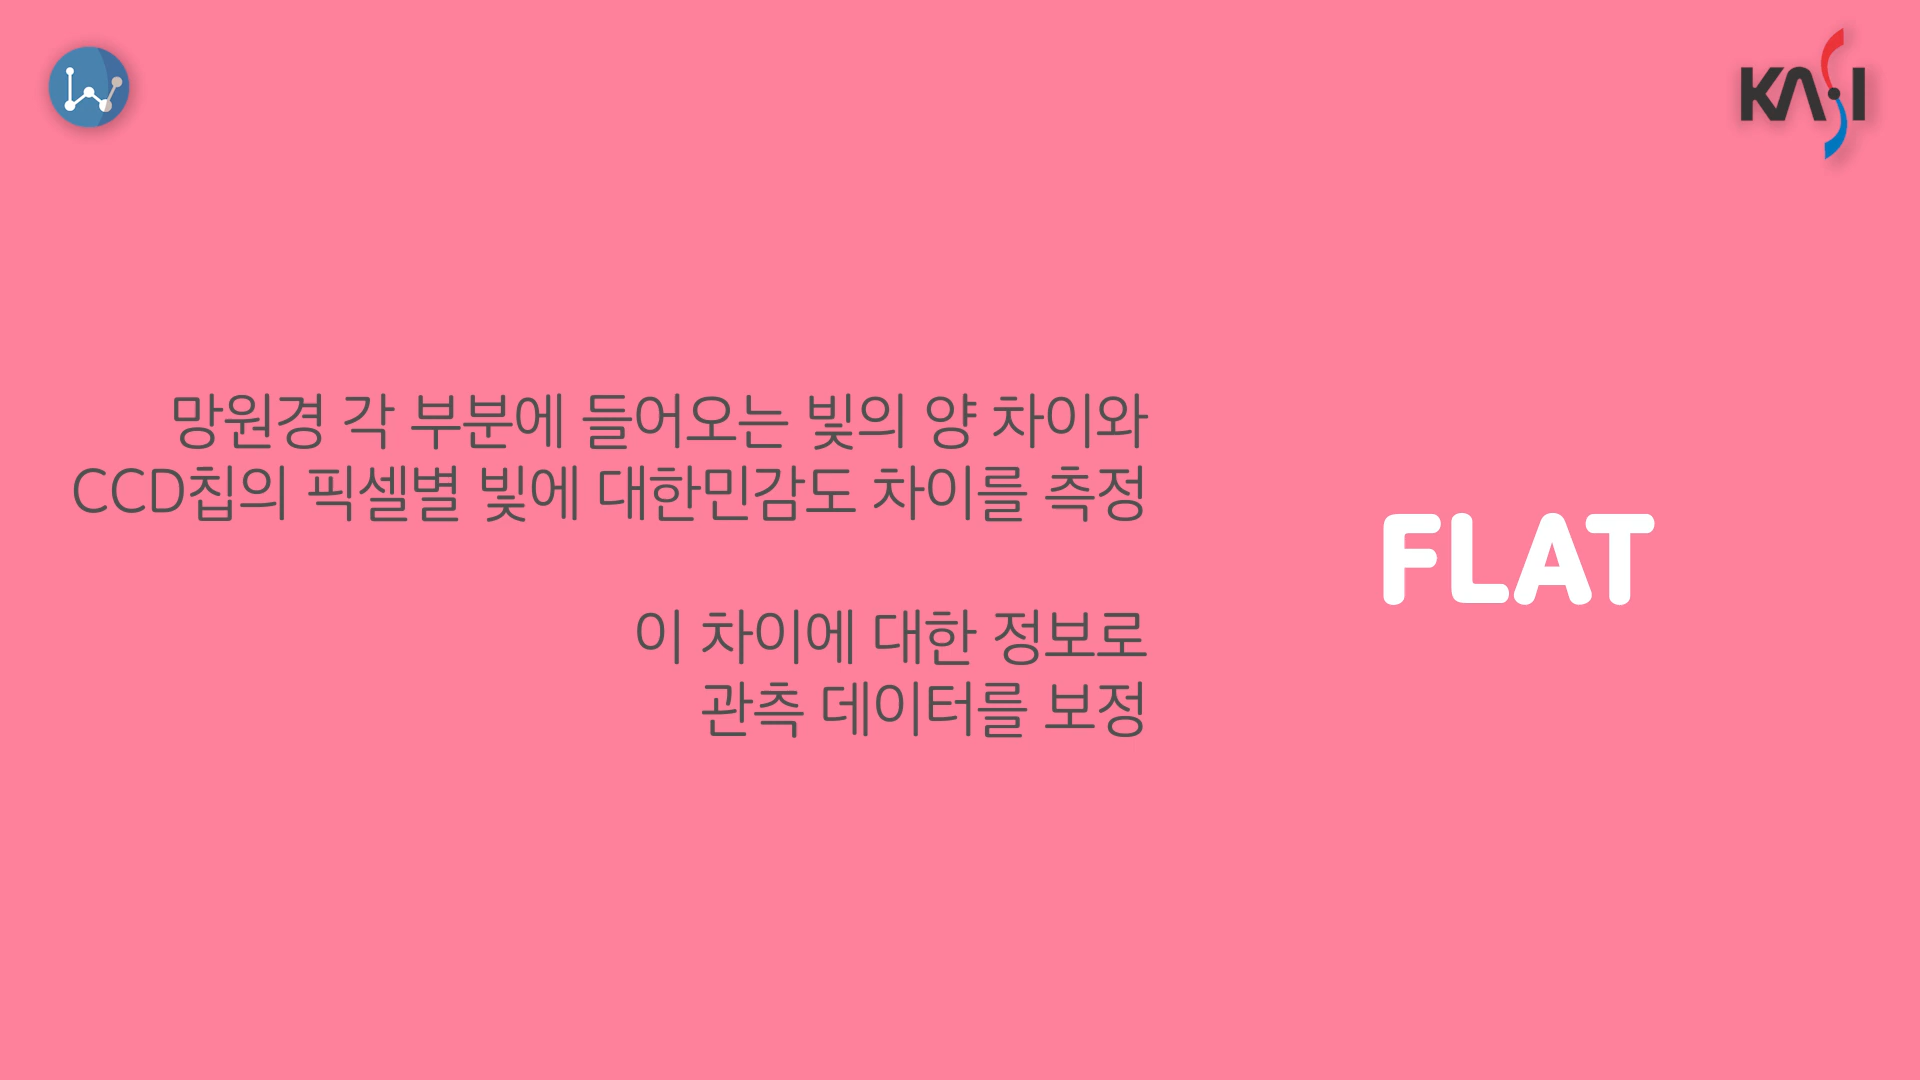 KASI
망원경 각 부분에 들어오는 빛의 양 차이와
CCD칩의 픽셀별 빛에 대한민감도 차이를 측정
이 차이에 대한 정보로
관측 데이터를 보정
FLAT